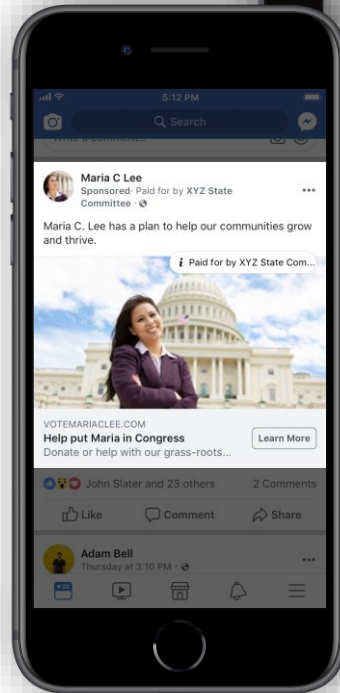 5:12 PM
Search
Write a comment...
Maria C Lee
Sponsored · Paid for by XYZ State
Committee ·
•••
Maria C. Lee has a plan to help our communities grow
and thrive.
i Paid for by XYZ State Com...
VOTEMARIACLEE.COM
Help put Maria in Congress
Donate or help with our grass-roots...
Learn More
John Slater and 23 others 2 Comments
Like Comment Share
Adam Bell
Thursday at 3:10 PM ·
•••